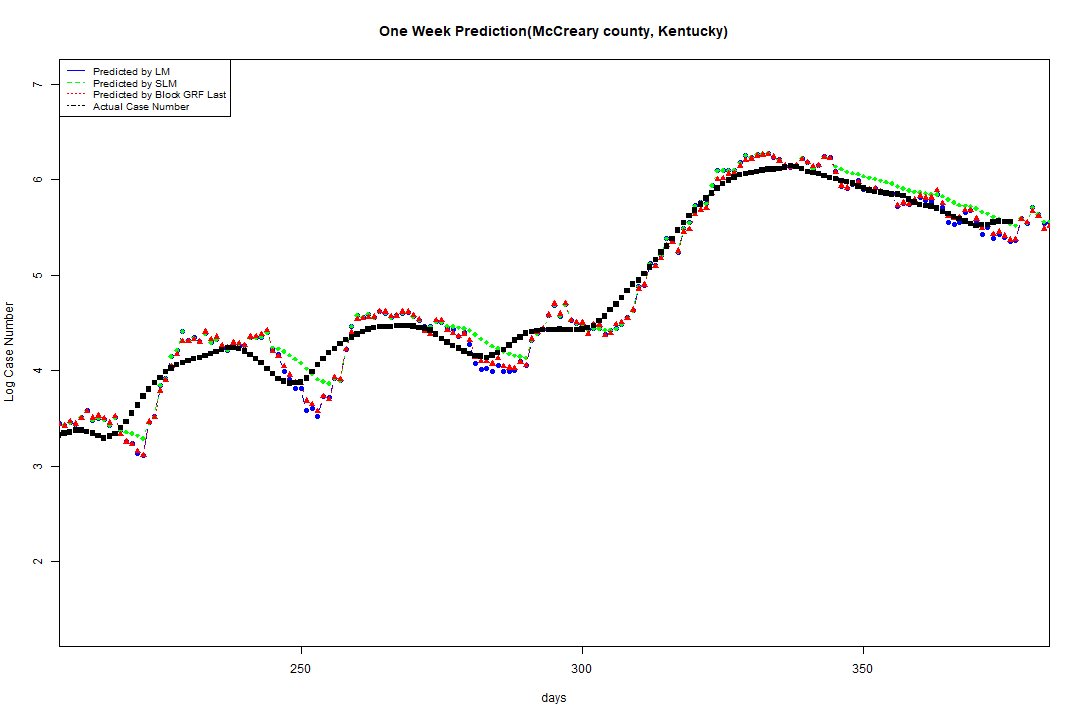 One Week Prediction(McCreary county, Kentucky)
Predicted by LM
Predicted by SLM
Predicted by Block GRF Last
Actual Case Number
7
6
5
4
3
2
Log Case Number
250
300
350
days